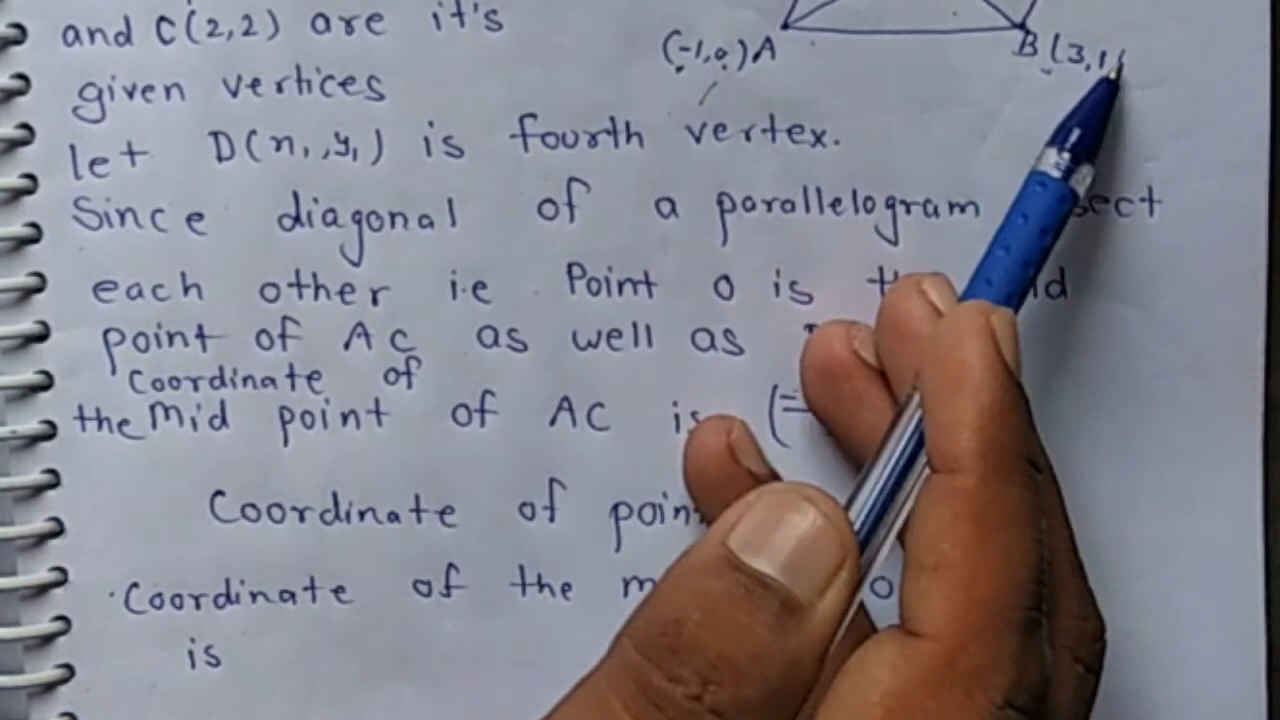 and C(2,2) are it's
(-1,0)A
B(3,1)
given vertices
let D(n₁,y₁) is fourth vertex.
Since diagonal of a parallelogram
each other i.e Point O is
point of AC as well as
coordinate of
the Mid point of AC is (
Coordinate of
Coordinate of the
is